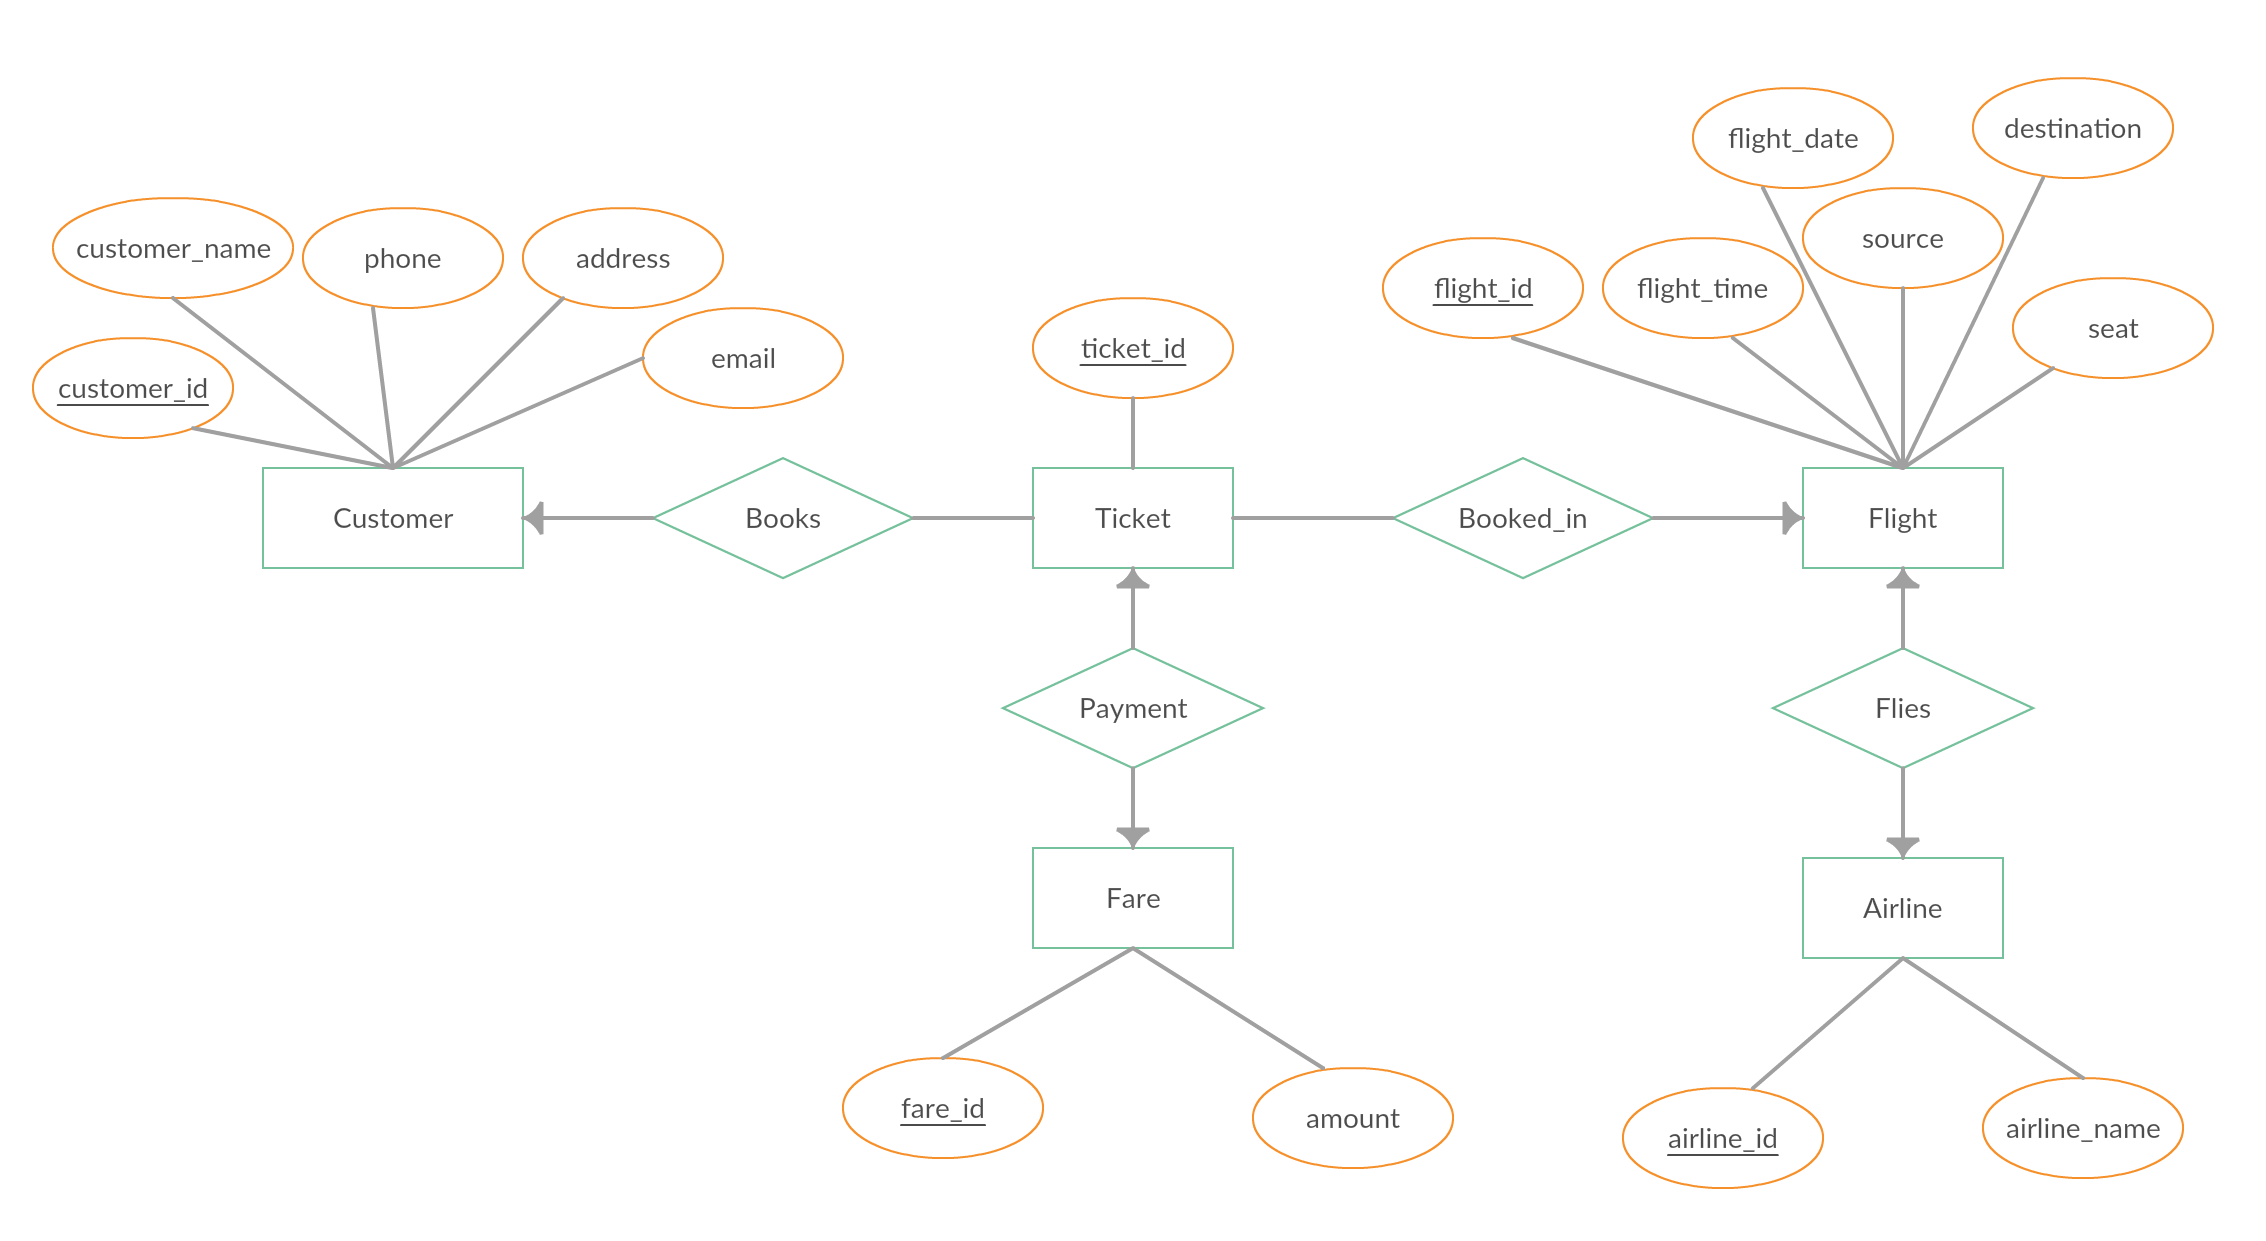 destination
flight_date
source
customer_name
phone
address
flight_id
flight_time
seat
ticket_id
email
customer_id
Customer
Books
Ticket
Booked_in
Flight
Payment
Flies
Fare
Airline
fare_id
amount
airline_id
airline_name